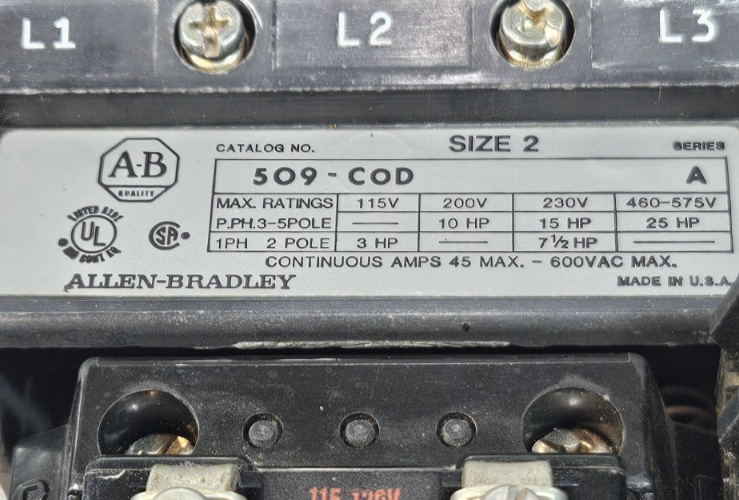 L1 L2 L3
CATALOG NO. SIZE 2 SERIES
A-B
QUALITY
509-COD A
MAX. RATINGS 115V 200V 230V 460-575V
P.PH.3-5POLE — 10 HP 15 HP 25 HP
1PH 2 POLE 3 HP — 7½ HP —
UL
SA
CONTINUOUS AMPS 45 MAX. - 600VAC MAX.
ALLEN-BRADLEY MADE IN U.S.A.